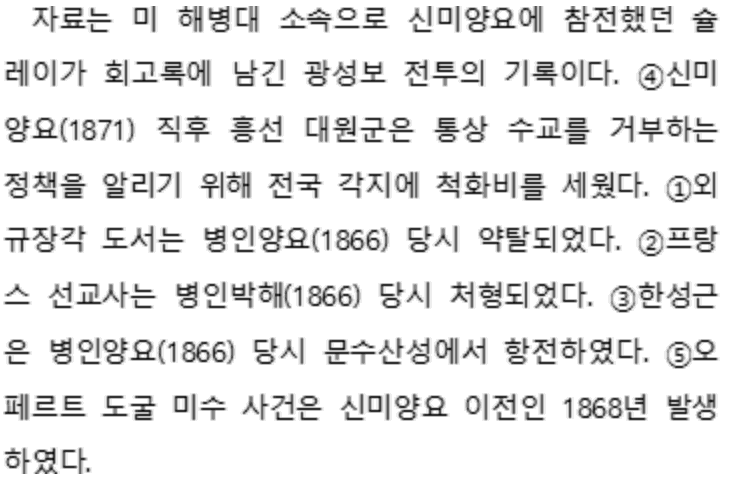 자료는 미 해병대 소속으로 신미양요에 참전했던 슐
레이가 회고록에 남긴 광성보 전투의 기록이다. ④신미
양요(1871) 직후 흥선 대원군은 통상 수교를 거부하는
정책을 알리기 위해 전국 각지에 척화비를 세웠다. ①외
규장각 도서는 병인양요(1866) 당시 약탈되었다. ②프랑
스 선교사는 병인박해(1866) 당시 처형되었다. ③한성근
은 병인양요(1866) 당시 문수산성에서 항전하였다. ⑤오
페르트 도굴 미수 사건은 신미양요 이전인 1868년 발생
하였다.